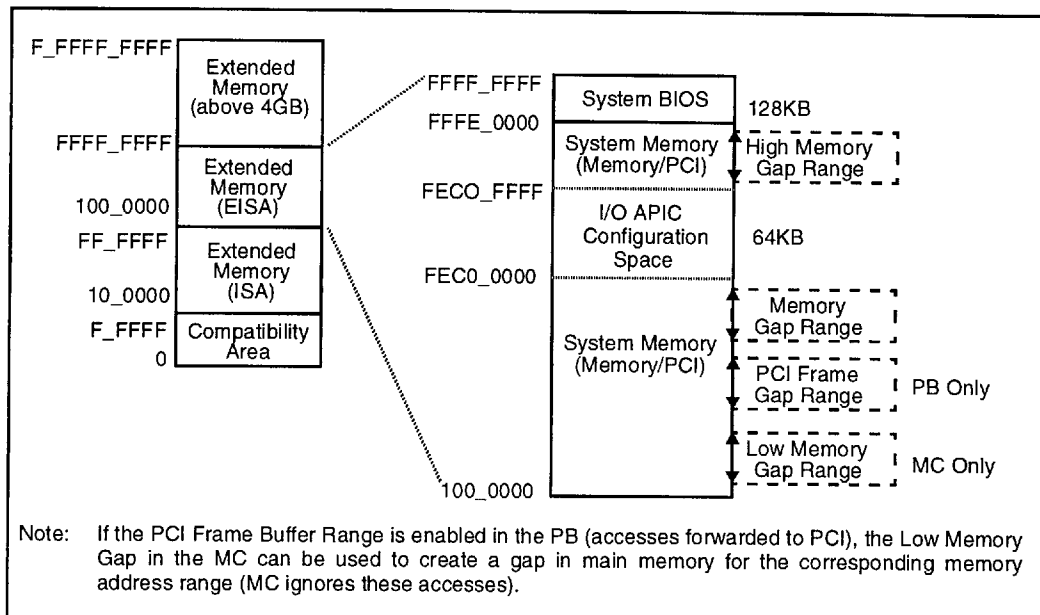 F_FFFF_FFFF
Extended
Memory
(above 4GB)
FFFF_FFFF
Extended
Memory
(EISA)
100_0000
FF_FFFF
Extended
Memory
(ISA)
10_0000
F_FFFF
Compatibility
Area
0
FFFF_FFFF
System BIOS
128KB
FFFE_0000
System Memory
(Memory/PCI)
High Memory
Gap Range
FECO_FFFF
I/O APIC
Configuration
Space
64KB
FEC0_0000
Memory
Gap Range
System Memory
(Memory/PCI)
PCI Frame
Gap Range
PB Only
Low Memory
Gap Range
MC Only
100_0000
Note: If the PCI Frame Buffer Range is enabled in the PB (accesses forwarded to PCI), the Low Memory
Gap in the MC can be used to create a gap in main memory for the corresponding memory
address range (MC ignores these accesses).